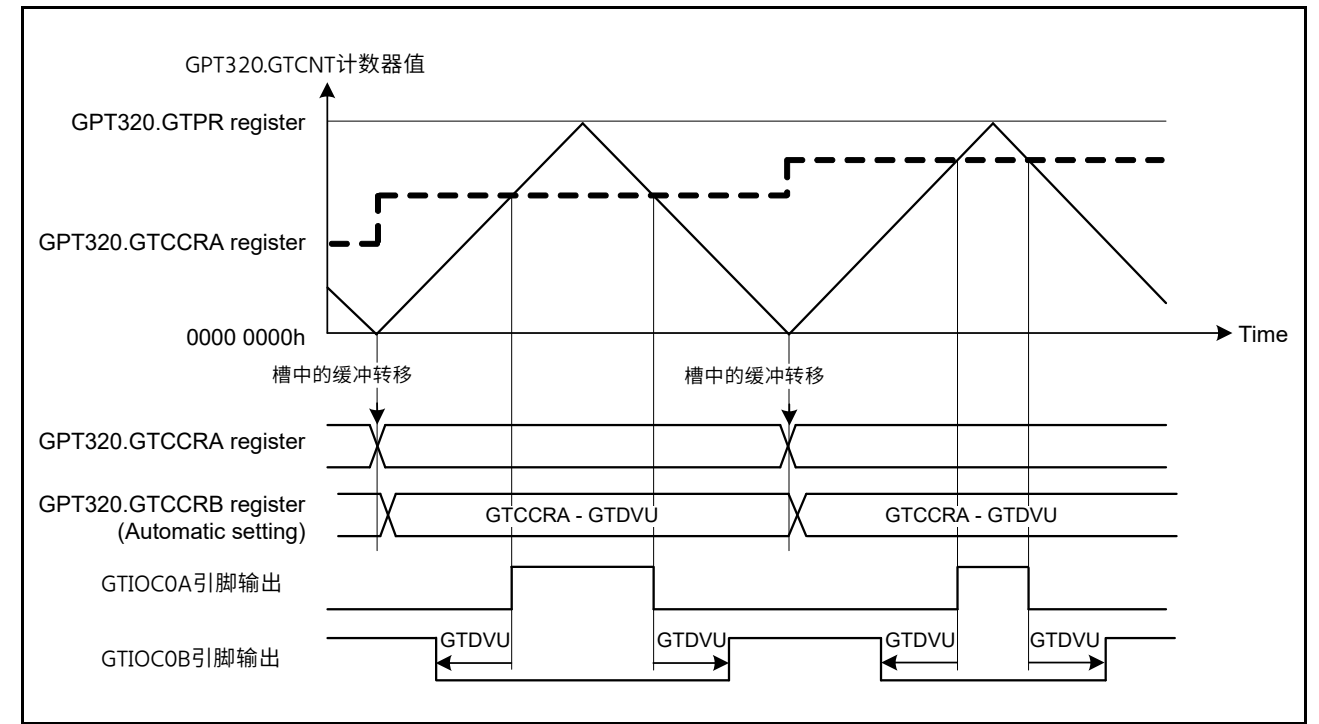 GPT320.GTCNT计数器值
GPT320.GTPR register
GPT320.GTCCRA register
0000 0000h
Time
槽中的缓冲转移
槽中的缓冲转移
GPT320.GTCCRA register
GPT320.GTCCRB register
(Automatic setting)
GTCCRA - GTDVU
GTCCRA - GTDVU
GTIOC0A引脚输出
GTIOC0B引脚输出
GTDVU
GTDVU
GTDVU
GTDVU